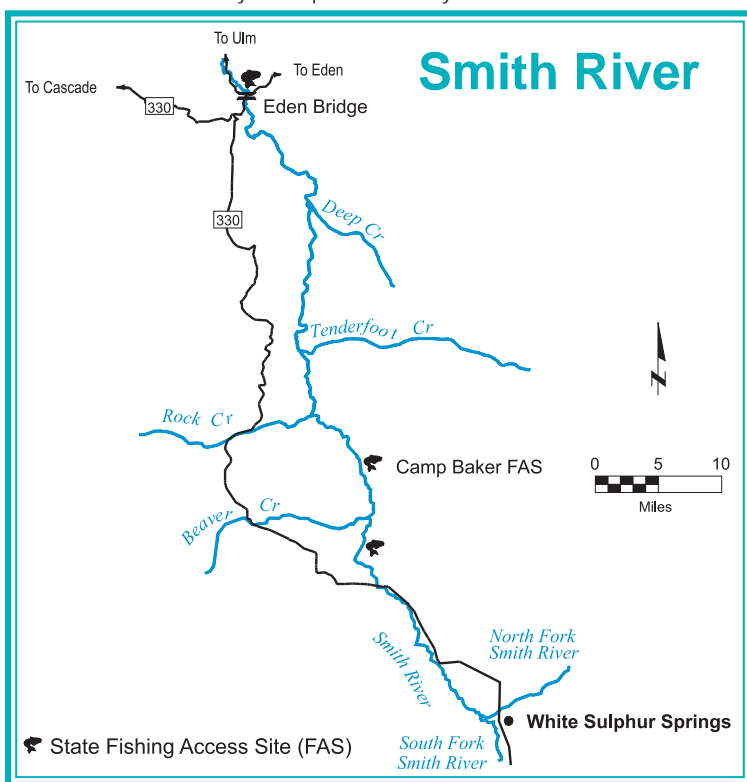 To Ulm
Smith River
To Eden
To Cascade
330
Eden Bridge
330
Deep Cr
Tenderfoot Cr
N
Rock Cr
Camp Baker FAS
0 5 10
Miles
Beaver Cr
Smith River
North Fork
Smith River
White Sulphur Springs
South Fork
Smith River
State Fishing Access Site (FAS)